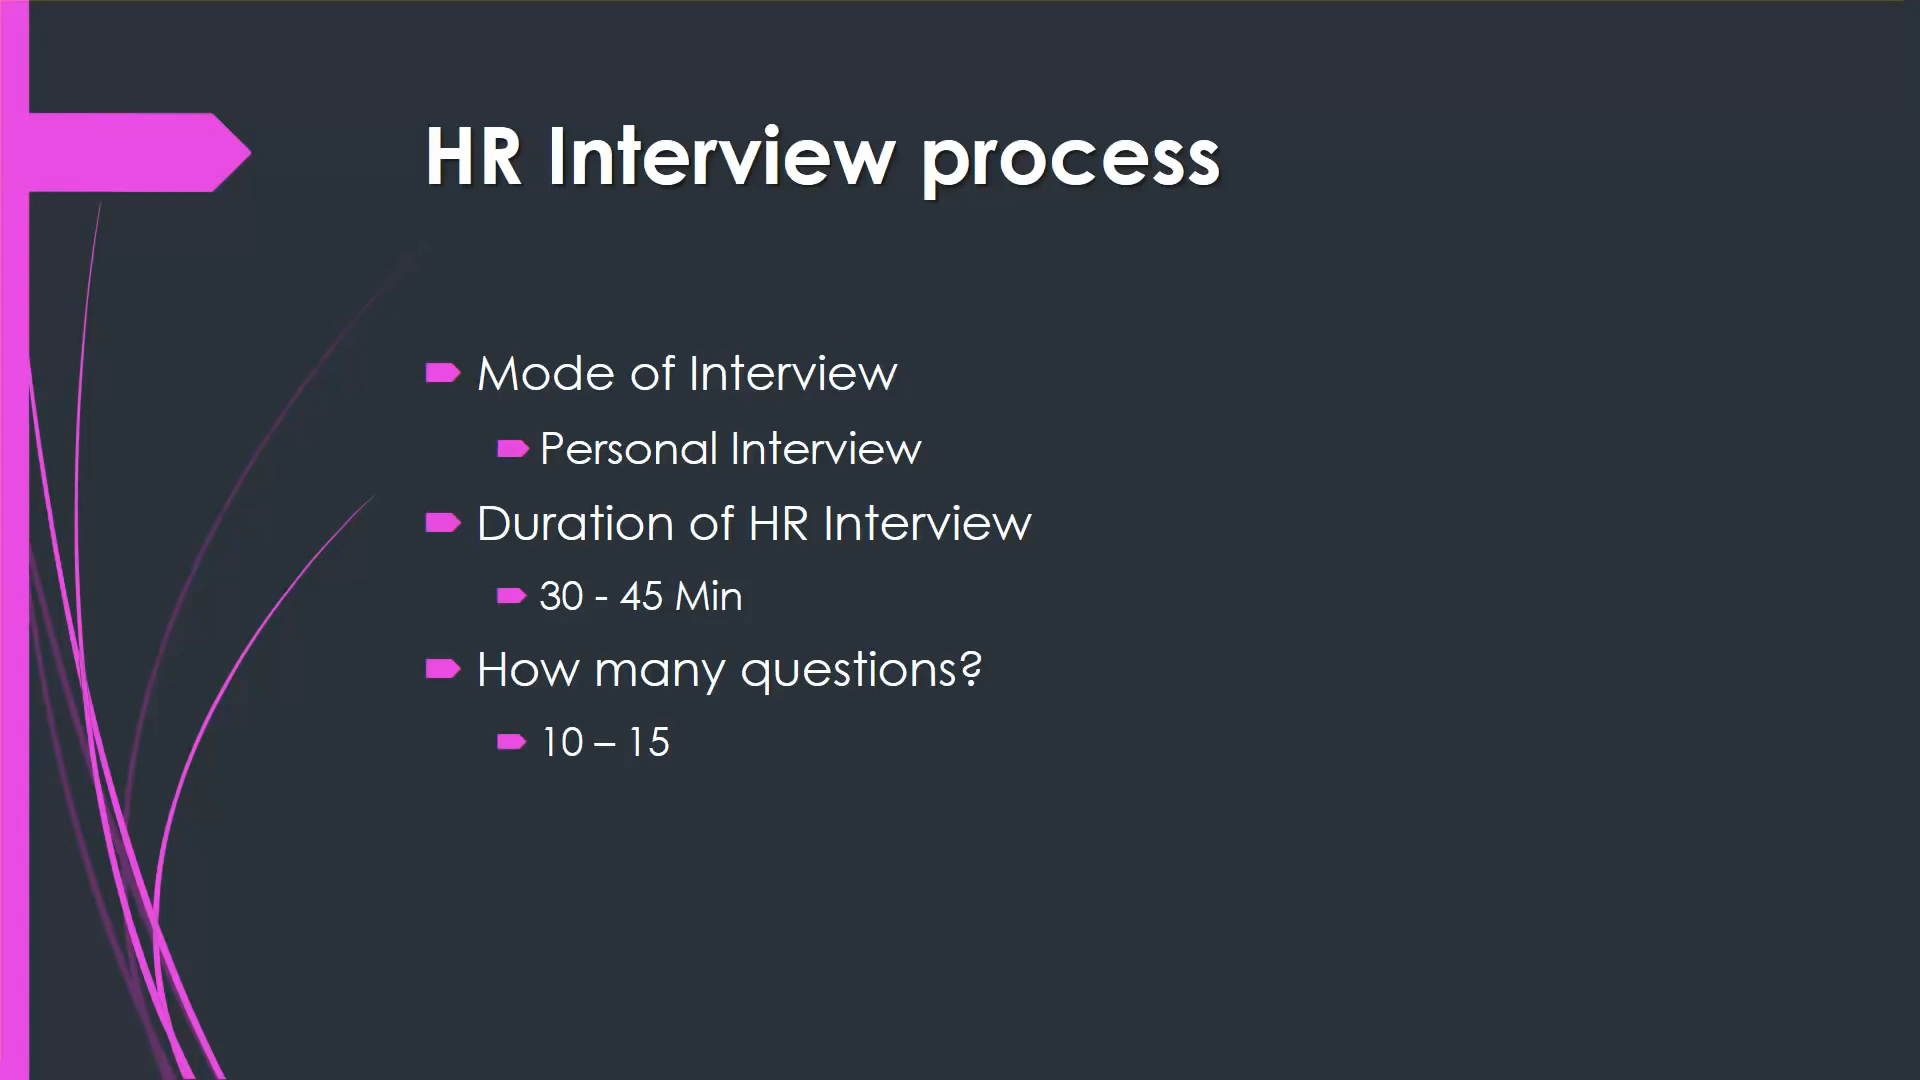 HR Interview process
Mode of Interview
Personal Interview
Duration of HR Interview
30 - 45 Min
How many questions?
10 – 15